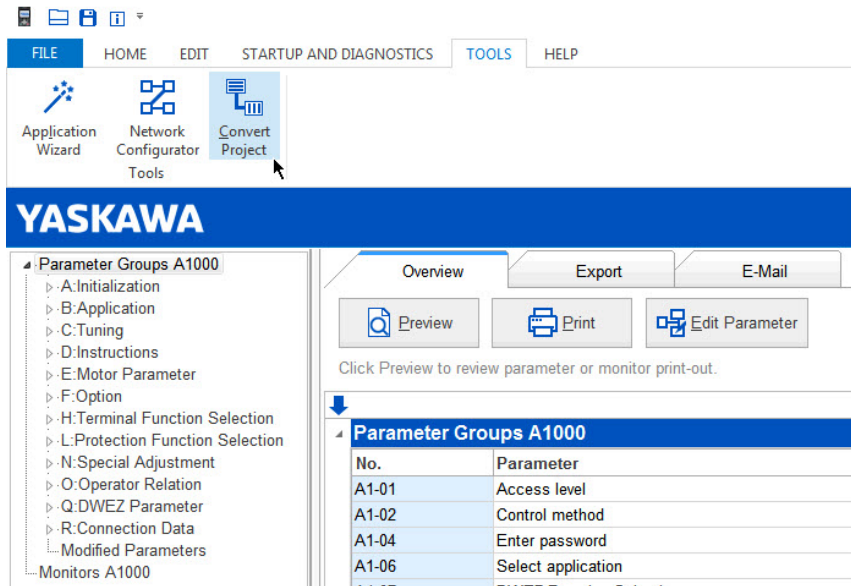 FILE HOME EDIT STARTUP AND DIAGNOSTICS TOOLS HELP
Application Wizard
Network Configurator
Convert Project
Tools
YASKAWA
Parameter Groups A1000
A:Initialization
B:Application
C:Tuning
D:Instructions
E:Motor Parameter
F:Option
H:Terminal Function Selection
L:Protection Function Selection
N:Special Adjustment
O:Operator Relation
Q:DWEZ Parameter
R:Connection Data
Modified Parameters
Monitors A1000
Overview Export E-Mail
Preview Print Edit Parameter
Click Preview to review parameter or monitor print-out.
Parameter Groups A1000
No. Parameter
A1-01 Access level
A1-02 Control method
A1-04 Enter password
A1-06 Select application